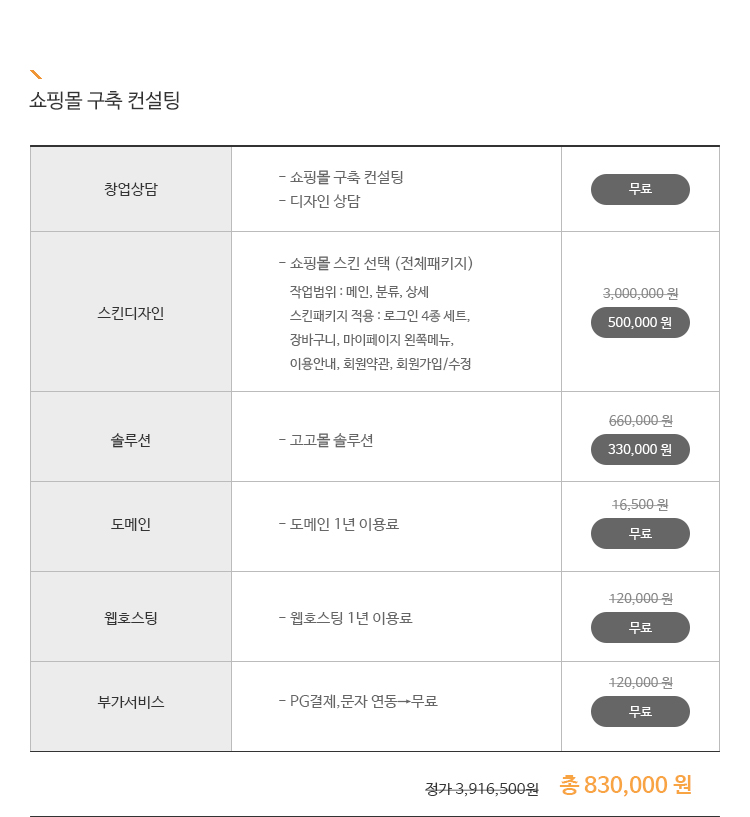 쇼핑몰 구축 컨설팅
창업상담
- 쇼핑몰 구축 컨설팅
- 디자인 상담
무료
스킨디자인
- 쇼핑몰 스킨 선택 (전체패키지)
작업범위 : 메인, 분류, 상세
스킨패키지 적용 : 로그인 4종 세트,
장바구니, 마이페이지 왼쪽메뉴,
이용안내, 회원약관, 회원가입/수정
3,000,000 원
500,000 원
솔루션
- 고고몰 솔루션
660,000 원
330,000 원
도메인
- 도메인 1년 이용료
16,500 원
무료
웹호스팅
- 웹호스팅 1년 이용료
120,000 원
무료
부가서비스
- PG결제,문자 연동→무료
120,000 원
무료
정가 3,916,500원 총 830,000 원